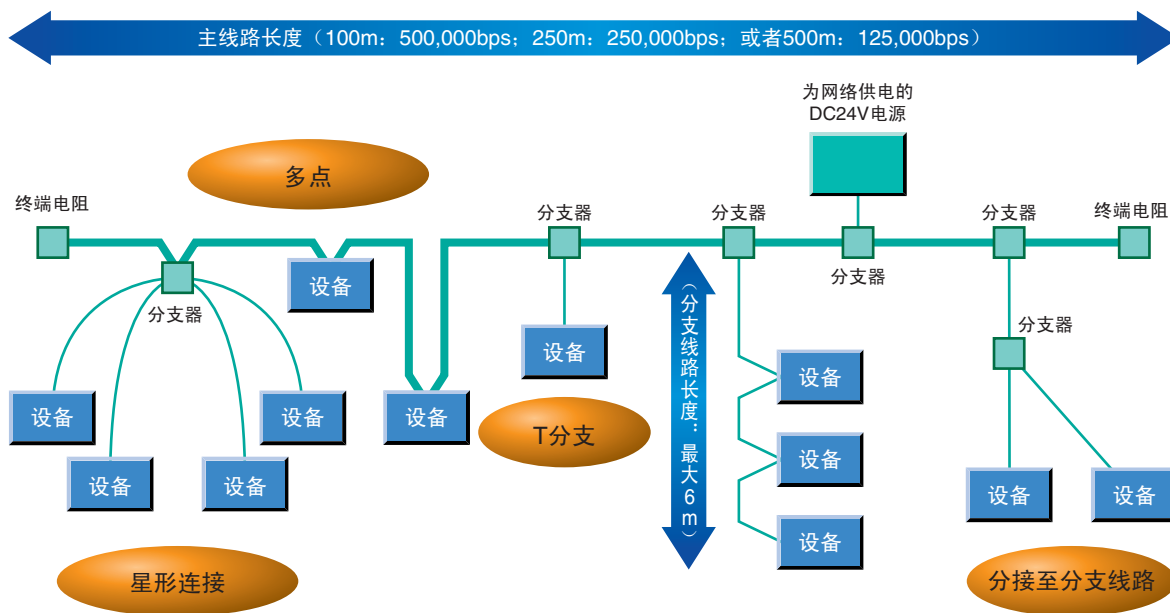 主线路长度（100m：500,000bps；250m：250,000bps；或者500m：125,000bps）
为网络供电的
DC24V电源
多点
终端电阻
分支器
分支器
分支器
终端电阻
设备
分支器
分支器
（分支线路长度：最大6m）
分支器
设备
设备
设备
设备
设备
设备
T分支
设备
设备
设备
设备
设备
设备
星形连接
分接至分支线路